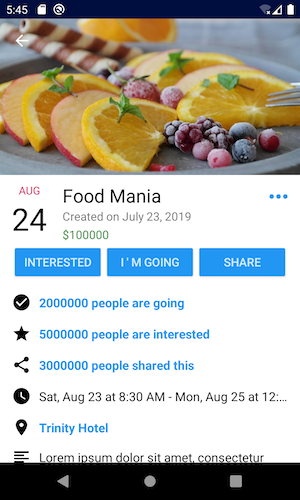 5:45
AUG
24
Food Mania
Created on July 23, 2019
$100000
INTERESTED
I ' M GOING
SHARE
2000000 people are going
5000000 people are interested
3000000 people shared this
Sat, Aug 23 at 8:30 AM - Mon, Aug 25 at 12:...
Trinity Hotel
Lorem ipsum dolor sit amet, consectetur